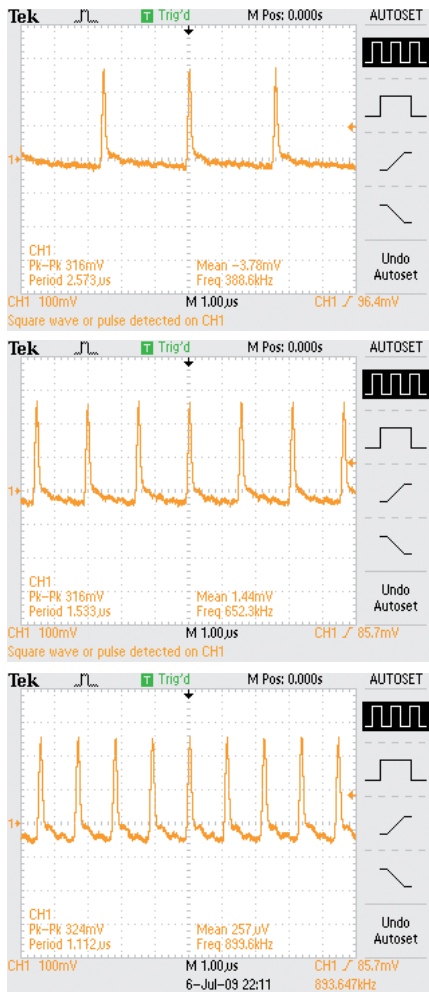 Tek T Trig'd M Pos: 0.000s AUTOSET
1
CH1
Pk-Pk 316mV Mean -3.78mV
Period 2.573µs Freq 388.6kHz
Undo
Autoset
CH1 100mV M 1.00µs CH1 96.4mV
Square wave or pulse detected on CH1
Tek T Trig'd M Pos: 0.000s AUTOSET
1
CH1
Pk-Pk 316mV Mean 1.44mV
Period 1.533µs Freq 652.3kHz
Undo
Autoset
CH1 100mV M 1.00µs CH1 85.7mV
Square wave or pulse detected on CH1
Tek T Trig'd M Pos: 0.000s AUTOSET
1
CH1
Pk-Pk 324mV Mean 257µV
Period 1.112µs Freq 899.6kHz
Undo
Autoset
CH1 100mV M 1.00µs CH1 85.7mV
6-Jul-09 22:11 893.647kHz